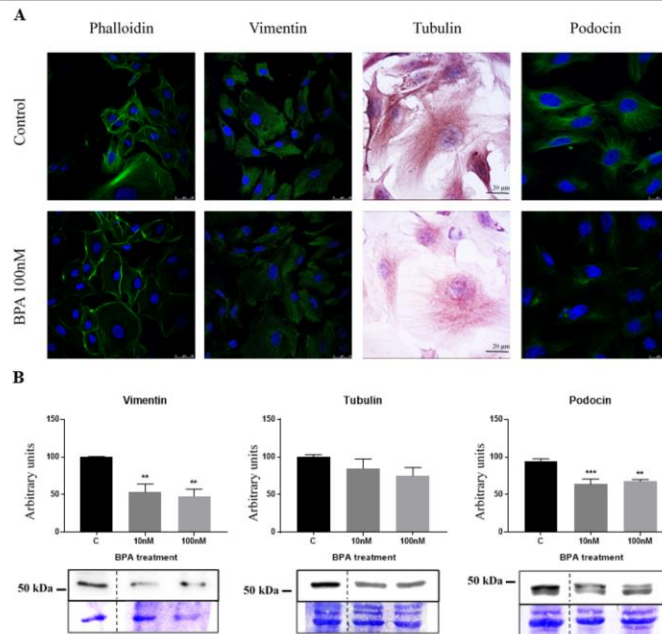 A
Phalloidin Vimentin Tubulin Podocin
Control
20 µm
BPA 100nM
20 µm
B
Vimentin Tubulin Podocin
Arbitrary units
150
100
50
0
C 10nM 100nM
** **
BPA treatment
Arbitrary units
150
100
50
0
C 10nM 100nM
BPA treatment
Arbitrary units
150
100
50
0
C 10nM 100nM
*** **
BPA treatment
50 kDa 50 kDa 50 kDa